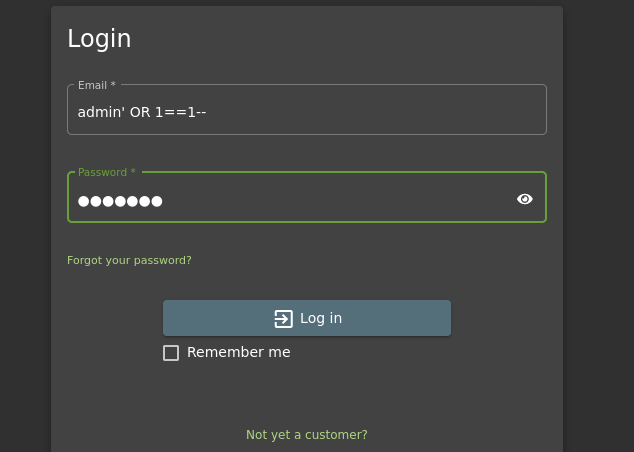 Login
Email *
admin' OR 1==1--
Password *
●●●●●●●
Forgot your password?
Log in
Remember me
Not yet a customer?